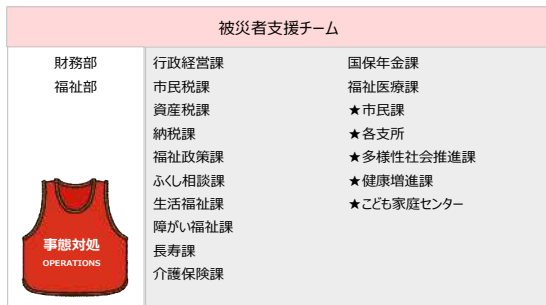 被災者支援チーム
財務部
福祉部
行政経営課
市民税課
資産税課
納税課
福祉政策課
ふくし相談課
生活福祉課
障がい福祉課
長寿課
介護保険課
国保年金課
福祉医療課
★市民課
★各支所
★多様性社会推進課
★健康増進課
★こども家庭センター
事態対処
OPERATIONS